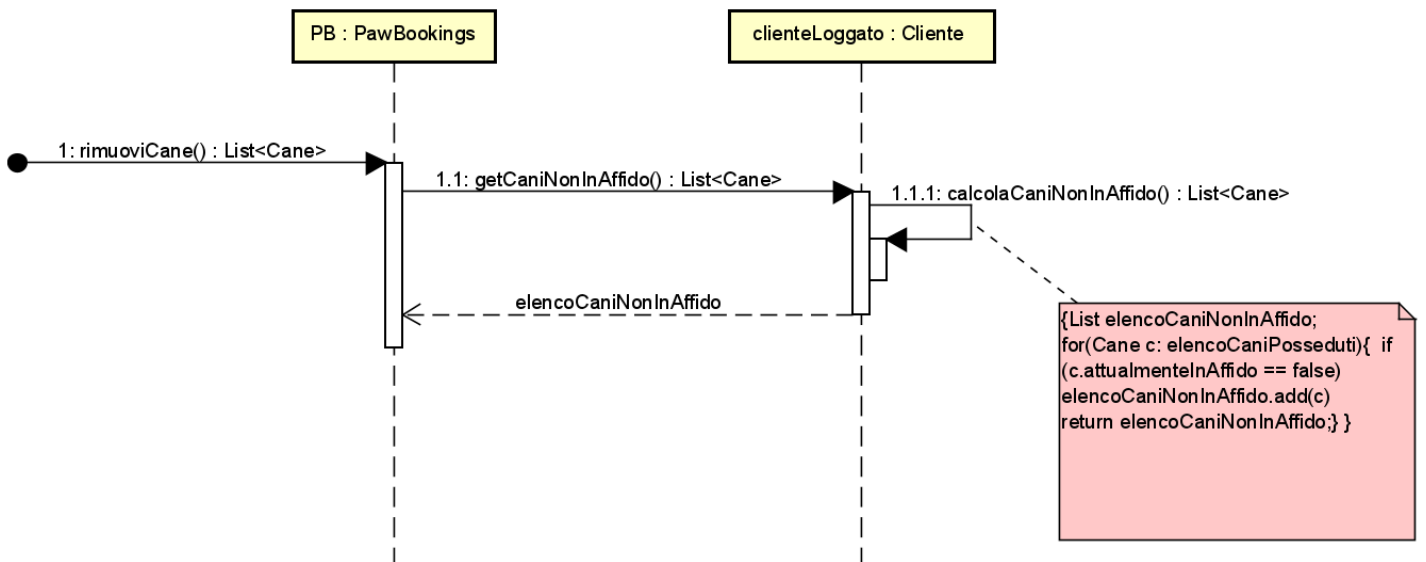 PB : PawBookings
clienteLoggato : Cliente
1: rimuoviCane() : List<Cane>
1.1: getCaniNonInAffido() : List<Cane>
1.1.1: calcolaCaniNonInAffido() : List<Cane>
elencoCaniNonInAffido
{List elencoCaniNonInAffido;
for(Cane c: elencoCaniPosseduti){  if
(c.attualmenteInAffido == false)
elencoCaniNonInAffido.add(c)
return elencoCaniNonInAffido;} }